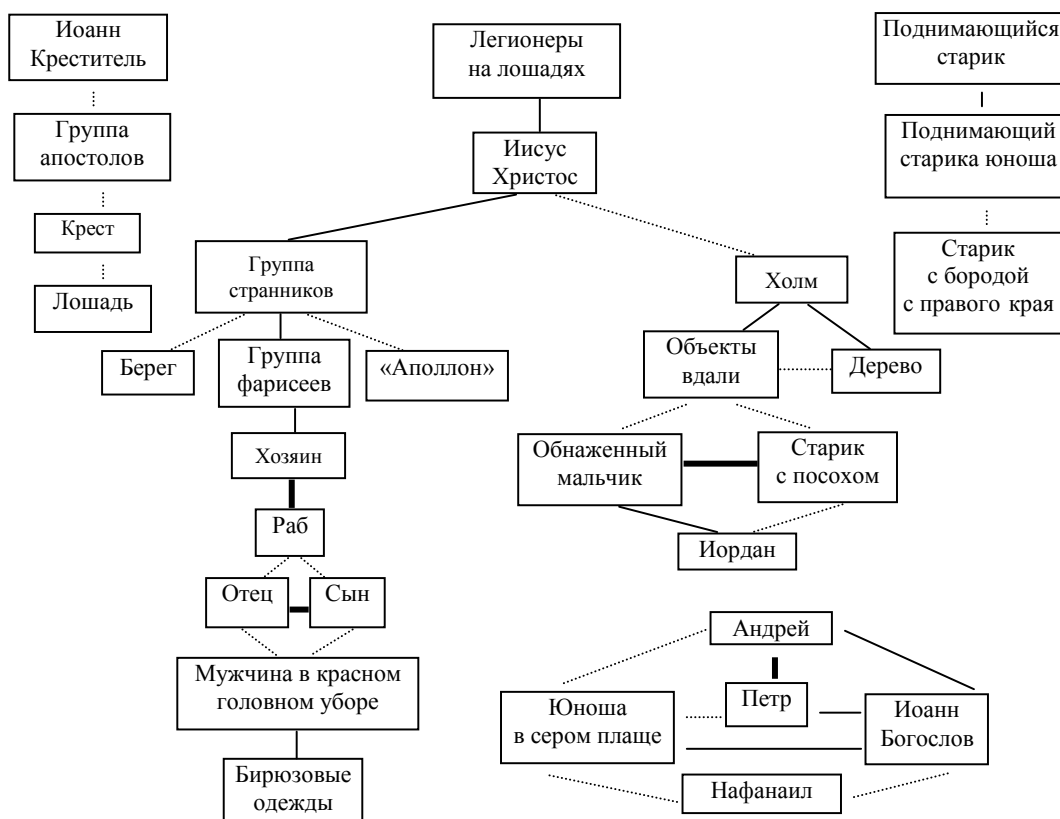 Иоанн
Креститель
Группа
апостолов
Крест
Лошадь
Легионеры
на лошадях
Иисус
Христос
Группа
странников
Берег
Группа
фарисеев
«Аполлон»
Хозяин
Раб
Отец
Сын
Мужчина в красном
головном уборе
Бирюзовые
одежды
Холм
Объекты
вдали
Дерево
Обнаженный
мальчик
Старик
с посохом
Иордан
Поднимающийся
старик
Поднимающий
старика юноша
Старик
с бородой
с правого края
Андрей
Петр
Юноша
в сером плаще
Иоанн
Богослов
Нафанаил